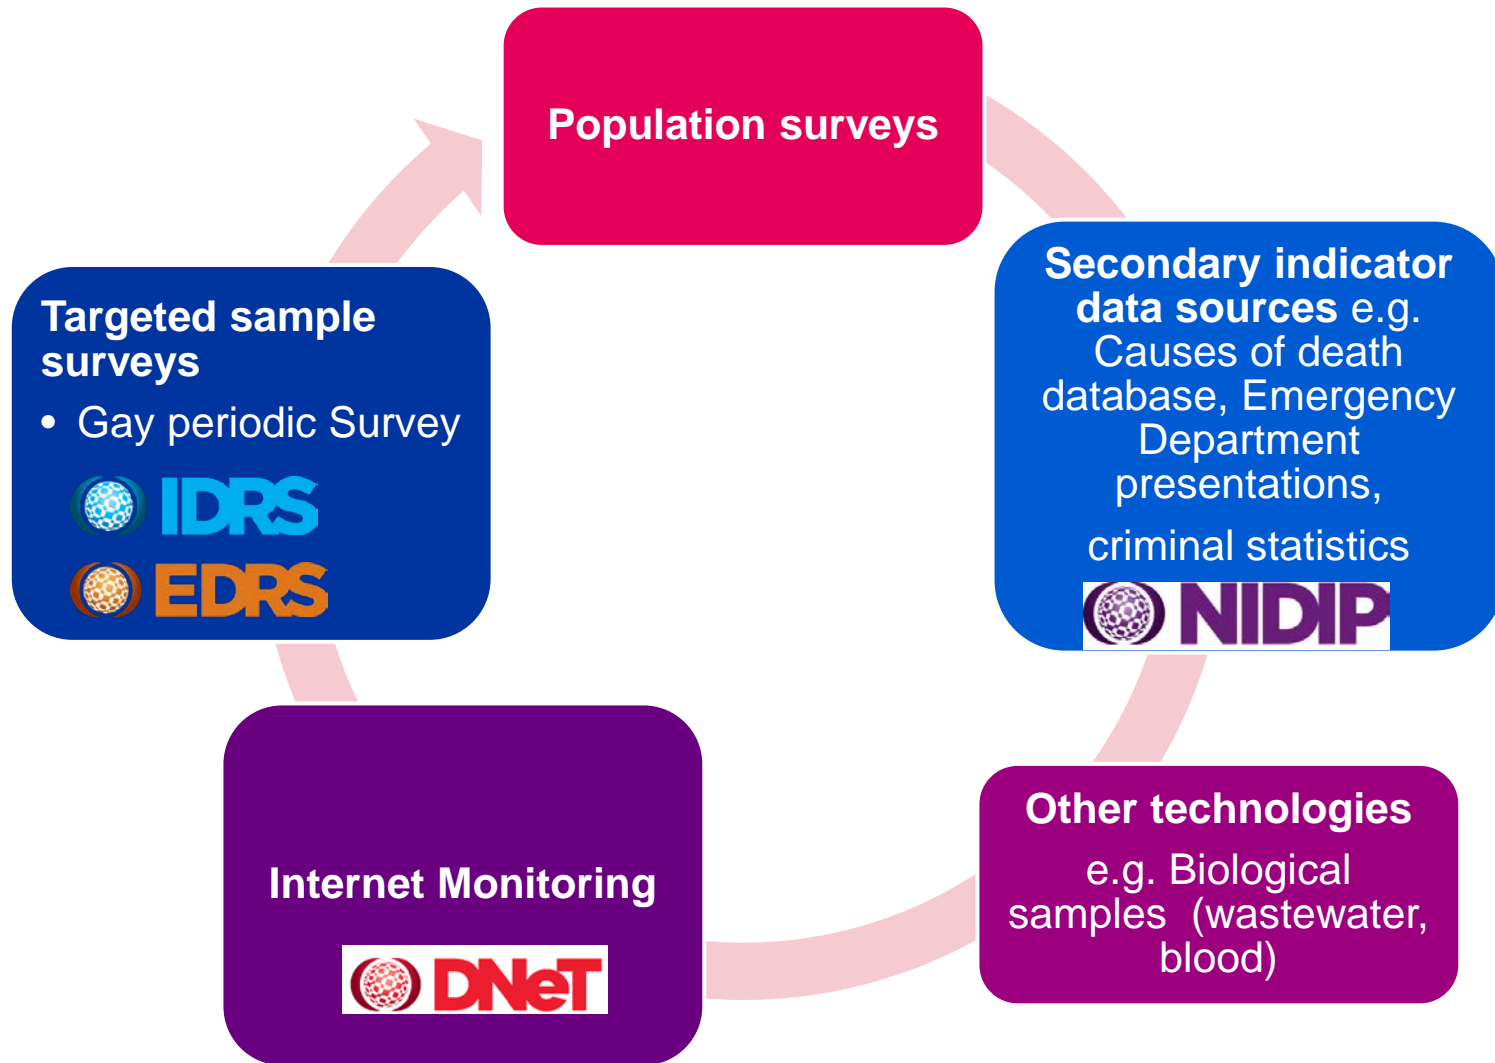 Population surveys
Secondary indicator
data sources e.g.
Causes of death
database, Emergency
Department
presentations,
criminal statistics
NIDIP
Other technologies
e.g. Biological
samples (wastewater,
blood)
Internet Monitoring
DNeT
Targeted sample
surveys
• Gay periodic Survey
IDRS
EDRS